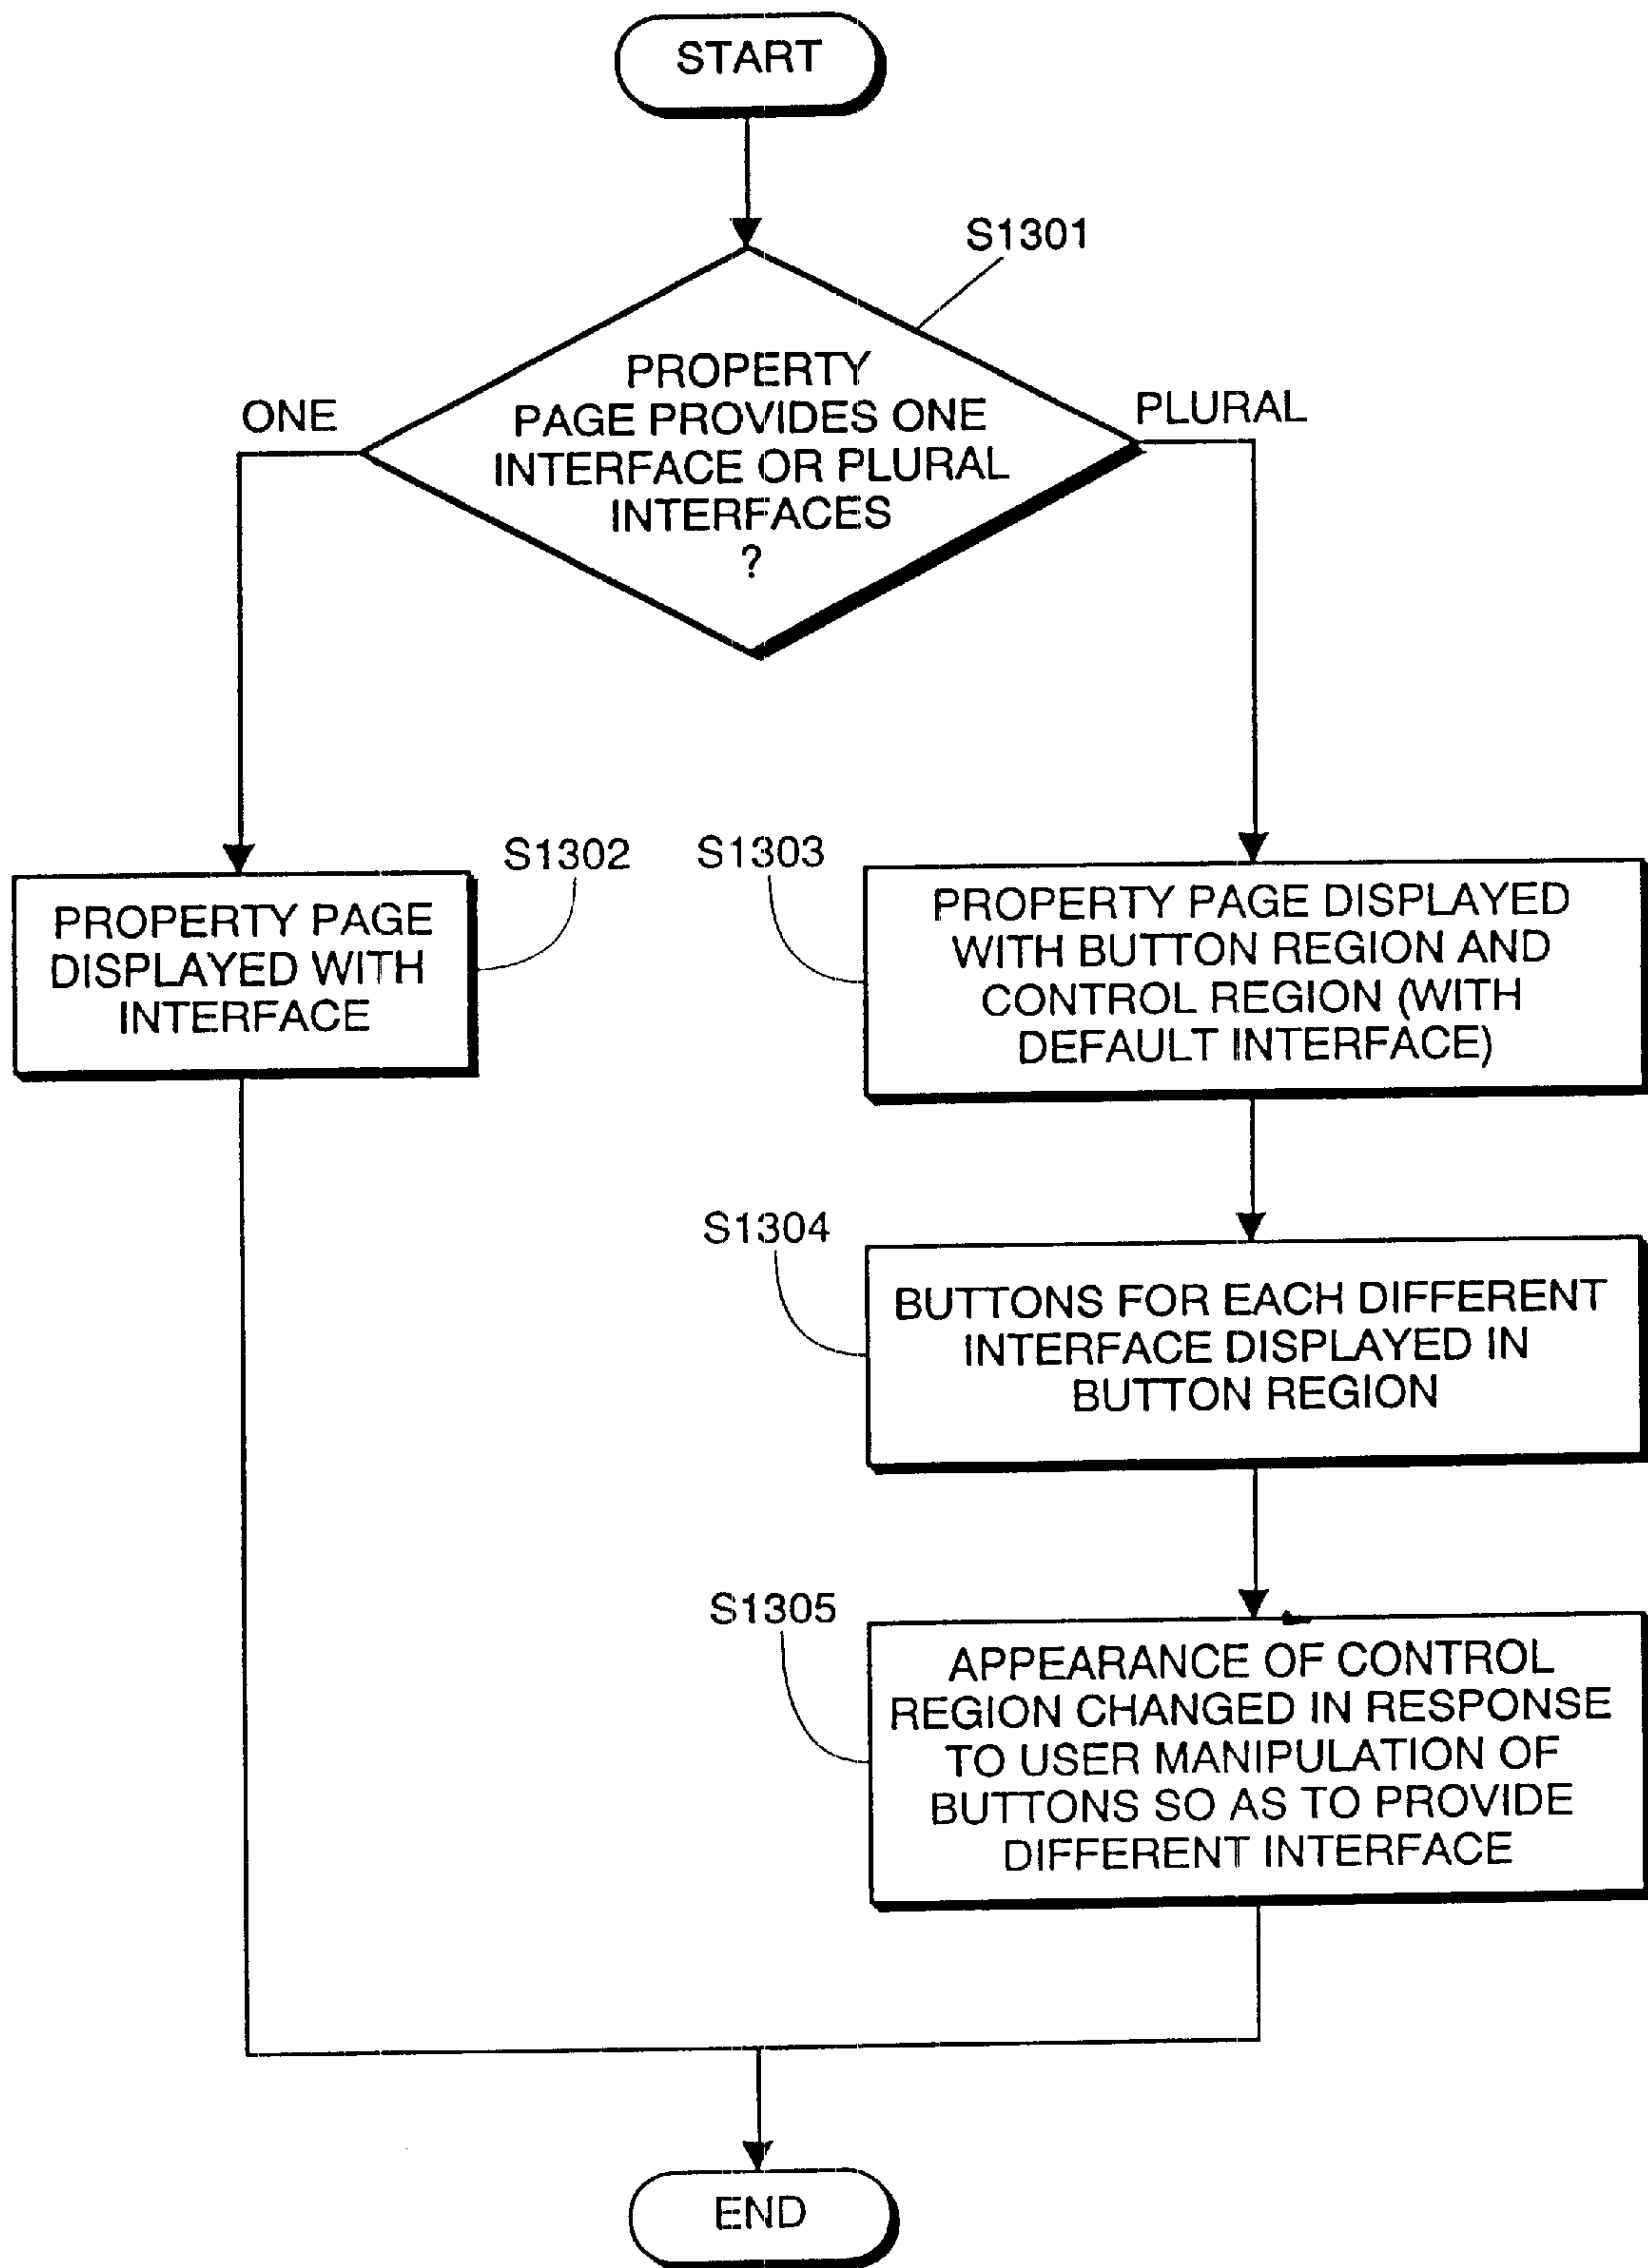 START
S1301
PROPERTY
PAGE PROVIDES ONE
INTERFACE OR PLURAL
INTERFACES
?
ONE
PLURAL
S1302
PROPERTY PAGE
DISPLAYED WITH
INTERFACE
S1303
PROPERTY PAGE DISPLAYED
WITH BUTTON REGION AND
CONTROL REGION (WITH
DEFAULT INTERFACE)
S1304
BUTTONS FOR EACH DIFFERENT
INTERFACE DISPLAYED IN
BUTTON REGION
S1305
APPEARANCE OF CONTROL
REGION CHANGED IN RESPONSE
TO USER MANIPULATION OF
BUTTONS SO AS TO PROVIDE
DIFFERENT INTERFACE
END